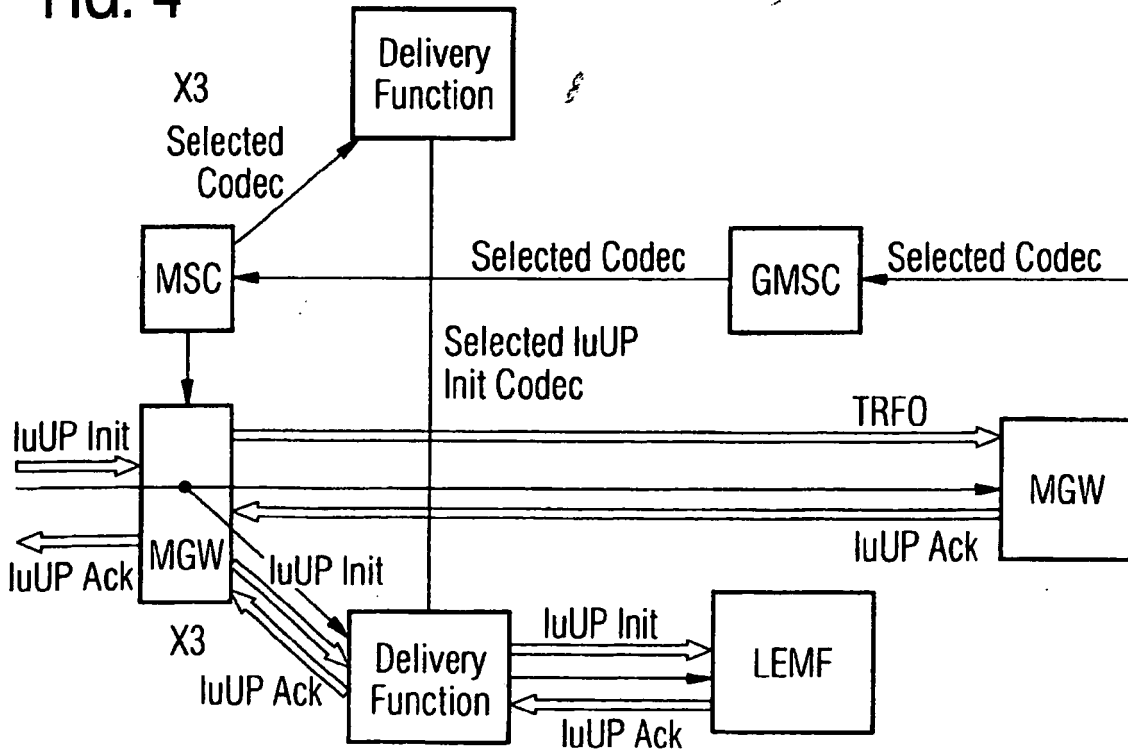 FIG. 4
Delivery
Function
X3
Selected
Codec
MSC
Selected Codec
GMSC
Selected Codec
Selected IuUP
Init Codec
TRFO
IuUP Init
MGW
MGW
IuUP Ack
IuUP Ack
IuUP Init
X3
IuUP Ack
Delivery
Function
IuUP Init
LEMF
IuUP Ack